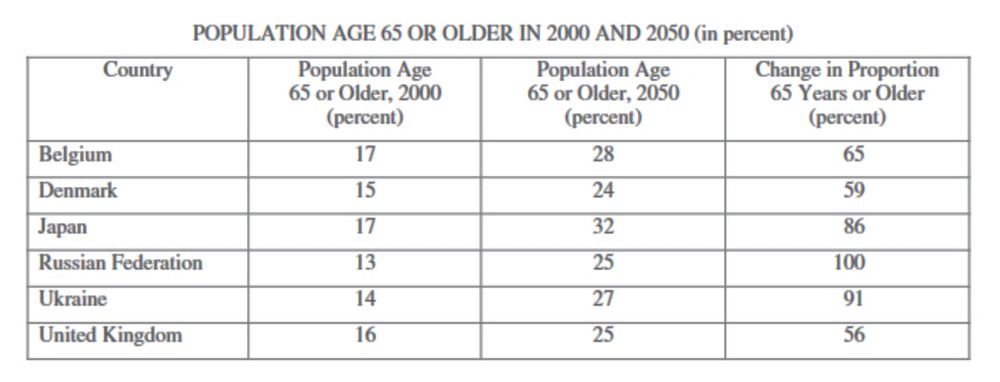 POPULATION AGE 65 OR OLDER IN 2000 AND 2050 (in percent)
Country Population Age 65 or Older, 2000 (percent) Population Age 65 or Older, 2050 (percent) Change in Proportion 65 Years or Older (percent)
Belgium 17 28 65
Denmark 15 24 59
Japan 17 32 86
Russian Federation 13 25 100
Ukraine 14 27 91
United Kingdom 16 25 56